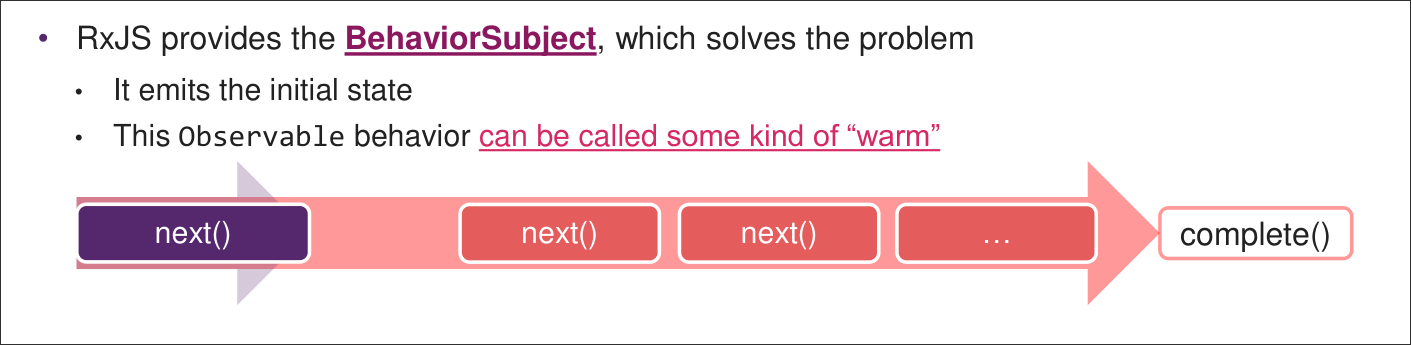 • RxJS provides the BehaviorSubject, which solves the problem
• It emits the initial state
• This Observable behavior can be called some kind of “warm”
next() next() next() … complete()